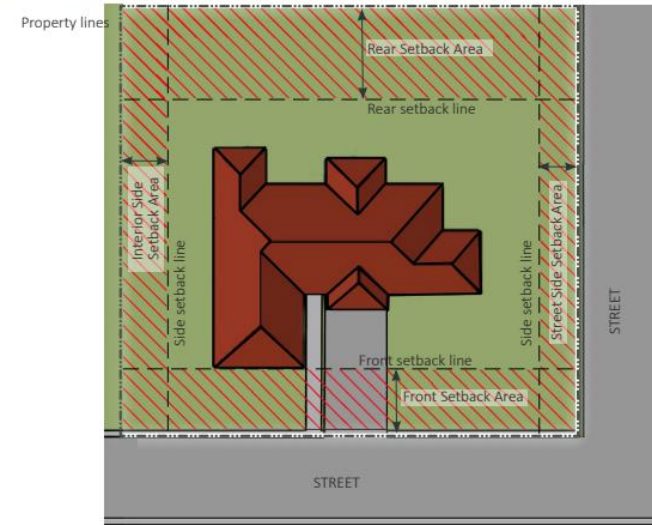 Property lines
Rear Setback Area
Rear setback line
Interior Side
Setback Area
Side setback line
Side setback line
Street Side Setback Area
STREET
Front setback line
Front Setback Area
STREET